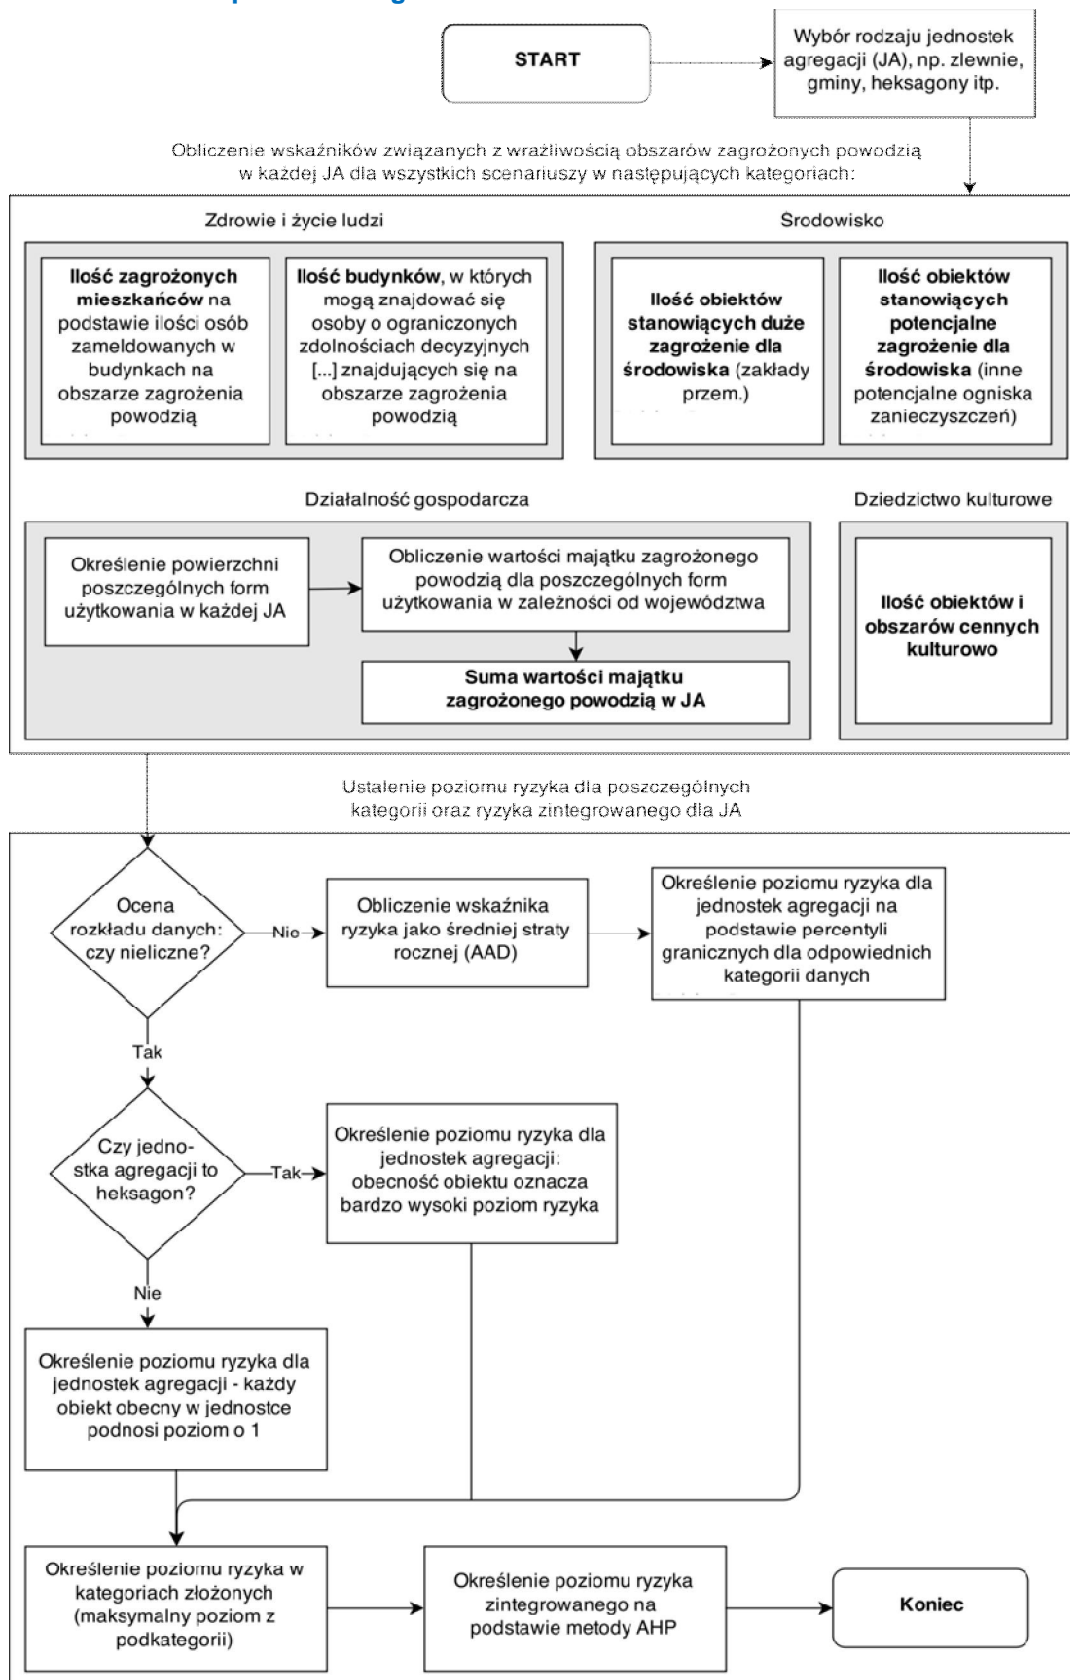 START
Wybór rodzaju jednostek
agregacji (JA), np. zlewnie,
gminy, heksagony itp.
Obliczenie wskaźników związanych z wrażliwością obszarów zagrożonych powodzią
w każdej JA dla wszystkich scenariuszy w następujących kategoriach:
Zdrowie i życie ludzi
Ilość zagrożonych
mieszkańców na
podstawie ilości osób
zameldowanych w
budynkach na
obszarze zagrożenia
powodzią
Ilość budynków, w których
mogą znajdować się
osoby o ograniczonych
zdolnościach decyzyjnych
[...] znajdujących się na
obszarze zagrożenia
powodzią
Srodowisko
Ilość obiektów
stanowiących duże
zagrożenie dla
środowiska (zakłady
przem.)
Ilość obiektów
stanowiących
potencjalne
zagrożenie dla
środowiska (inne
potencjalne ogniska
zanieczyszczeń)
Działalność gospodarcza
Określenie powierzchni
poszczególnych form
użytkowania w każdej JA
Obliczenie wartości majątku zagrożonego
powodzią dla poszczególnych form
użytkowania w zależności od województwa
Suma wartości majątku
zagrożonego powodzią w JA
Dziedzictwo kulturowe
Ilość obiektów i
obszarów cennych
kulturowo
Ustalenie poziomu ryzyka dla poszczególnych
kategorii oraz ryzyka zintegrowanego dla JA
Ocena
rozkładu danych:
czy nieliczne?
Nie
Obliczenie wskaźnika
ryzyka jako średniej straty
rocznej (AAD)
Określenie poziomu ryzyka dla
jednostek agregacji na
podstawie percentyli
granicznych dla odpowiednich
kategorii danych
Tak
Czy jedno-
stka agregacji to
heksagon?
Tak
Określenie poziomu ryzyka dla
jednostek agregacji:
obecność obiektu oznacza
bardzo wysoki poziom ryzyka
Nie
Określenie poziomu ryzyka dla
jednostek agregacji - każdy
obiekt obecny w jednostce
podnosi poziom o 1
Określenie poziomu ryzyka w
kategoriach złożonych
(maksymalny poziom z
podkategorii)
Określenie poziomu ryzyka
zintegrowanego na
podstawie metody AHP
Koniec